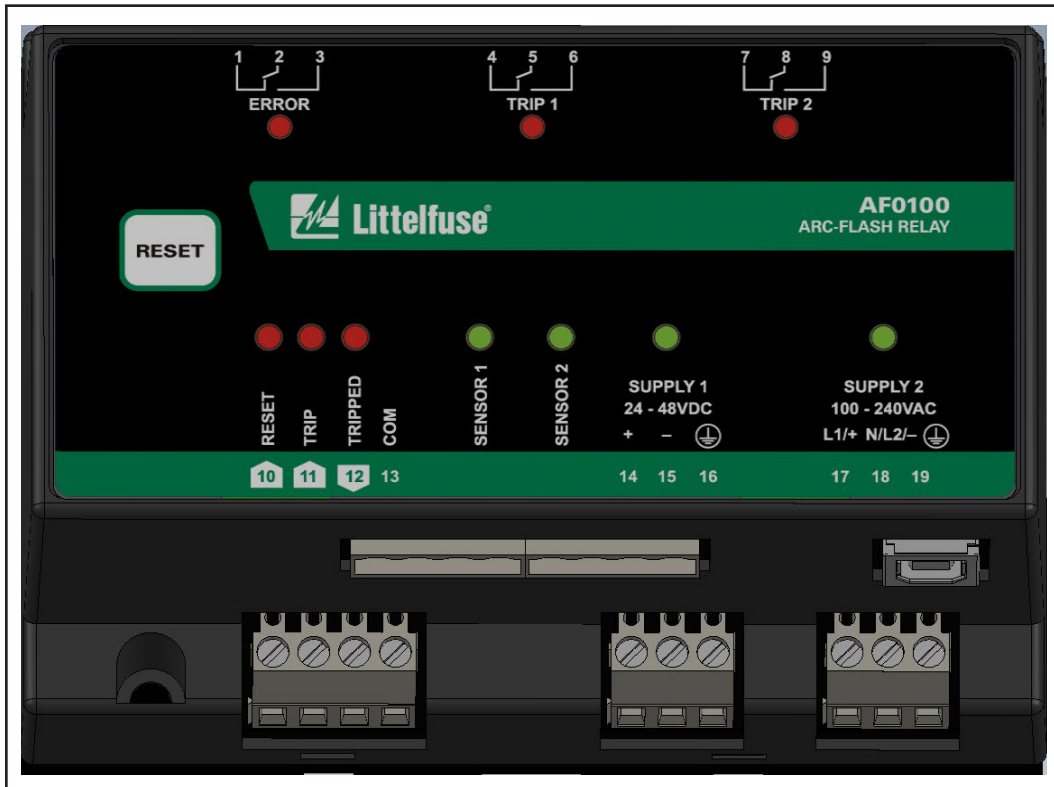 1 2 3
ERROR
4 5 6
TRIP 1
7 8 9
TRIP 2
RESET
Littelfuse®
AF0100
ARC-FLASH RELAY
RESET
TRIP
TRIPPED
COM
SENSOR 1
SENSOR 2
SUPPLY 1
24 - 48VDC
+ –
SUPPLY 2
100 - 240VAC
L1/+ N/L2/–
10 11 12 13
14 15 16
17 18 19